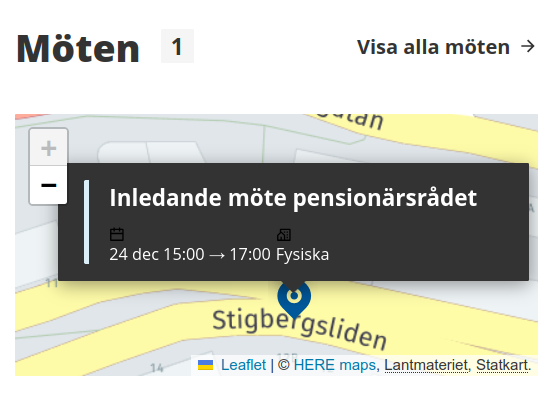 Möten 1
Visa alla möten →
+
−
Inledande möte pensionärsrådet
24 dec 15:00 → 17:00 Fysiska
11
Stigbergsliden
14
Leaflet | © HERE maps, Lantmateriet, Statkart.